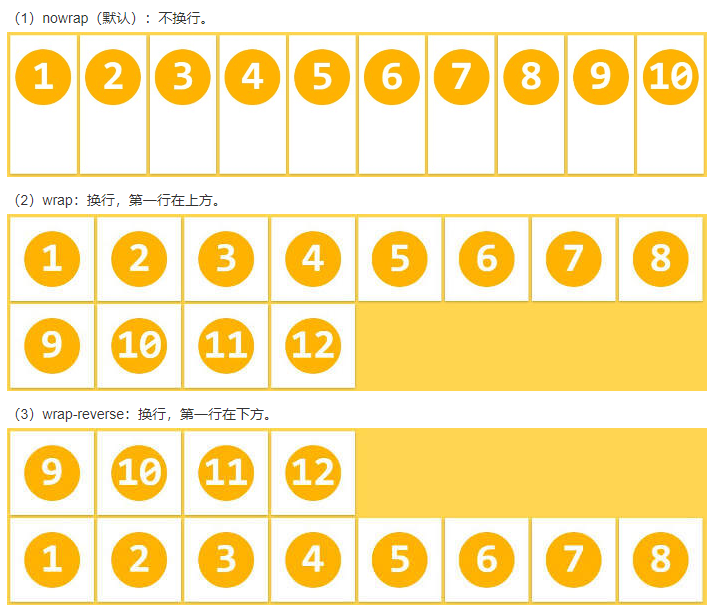 （1）nowrap（默认）：不换行。
1 2 3 4 5 6 7 8 9 10
（2）wrap：换行，第一行在上方。
1 2 3 4 5 6 7 8
9 10 11 12
（3）wrap-reverse：换行，第一行在下方。
9 10 11 12
1 2 3 4 5 6 7 8